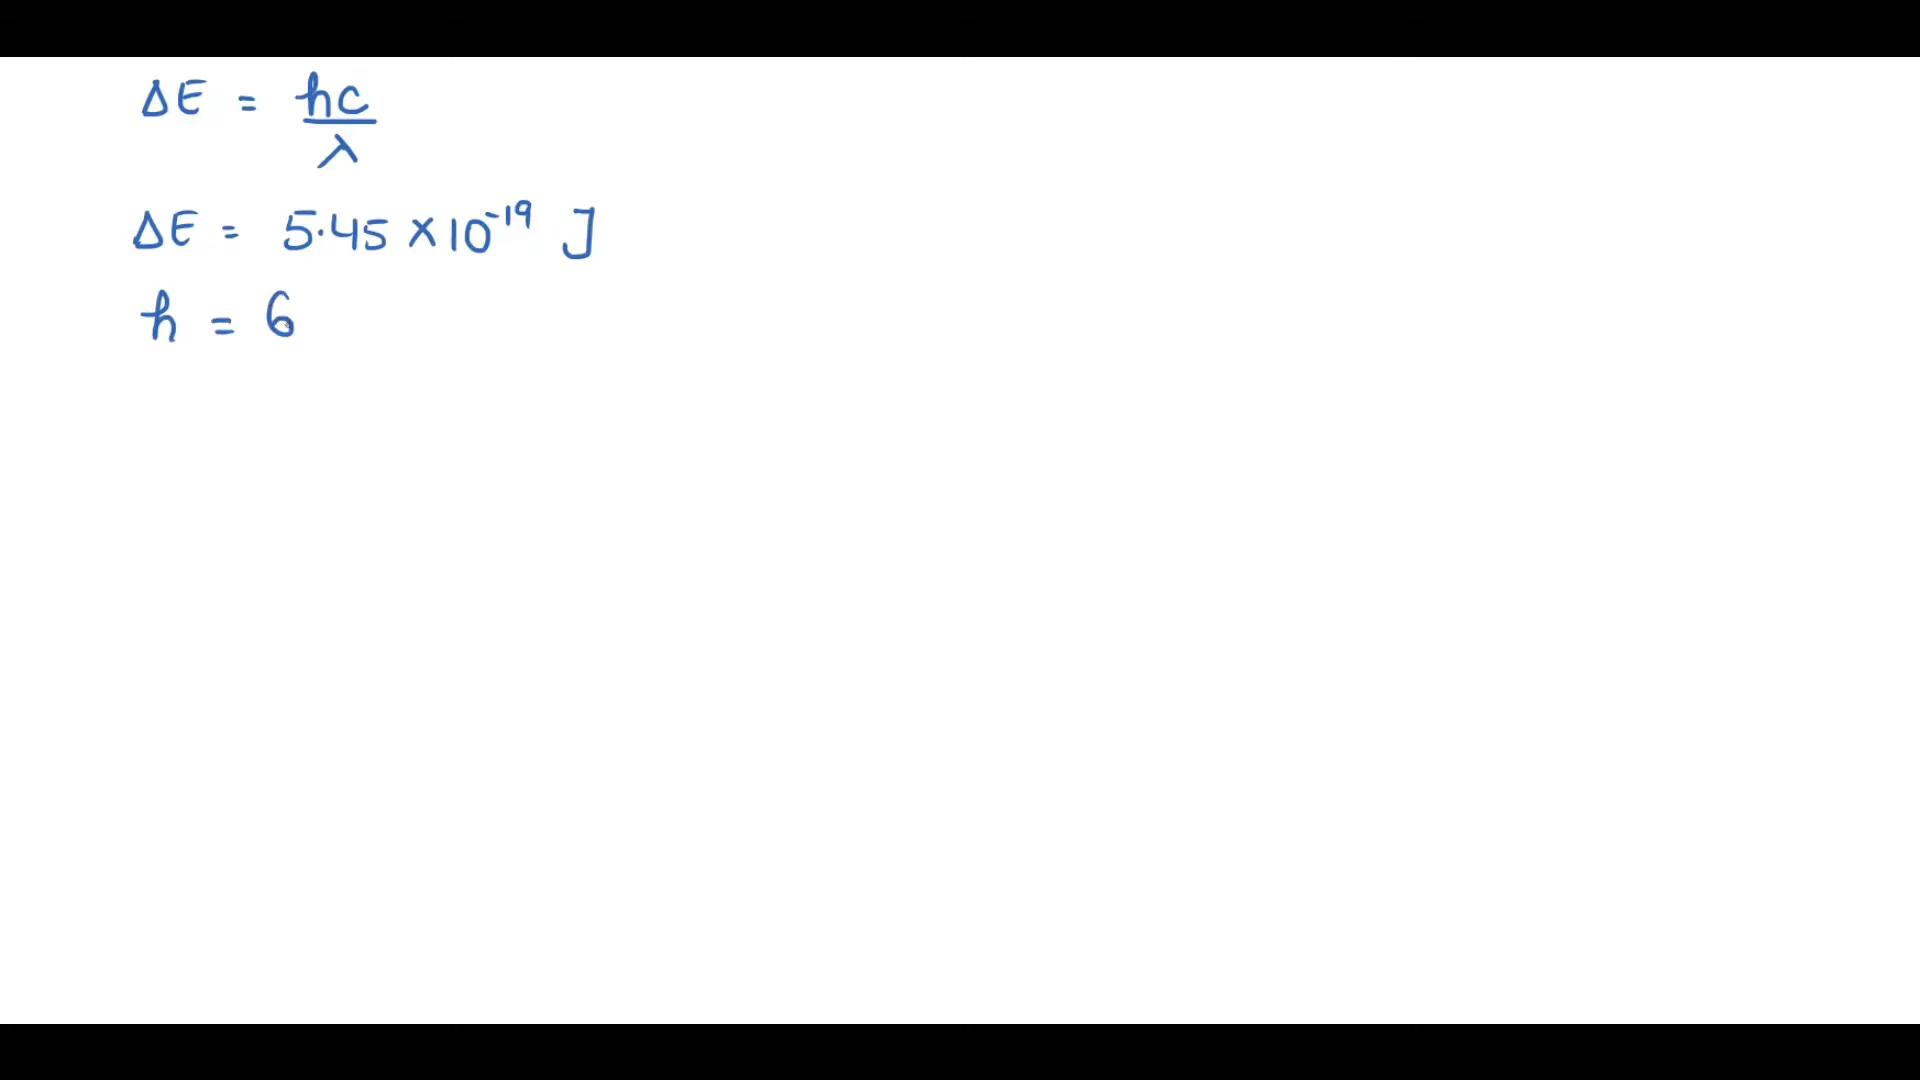 ΔE = hc/λ
ΔE = 5.45 ×10⁻¹⁹ J
h = 6